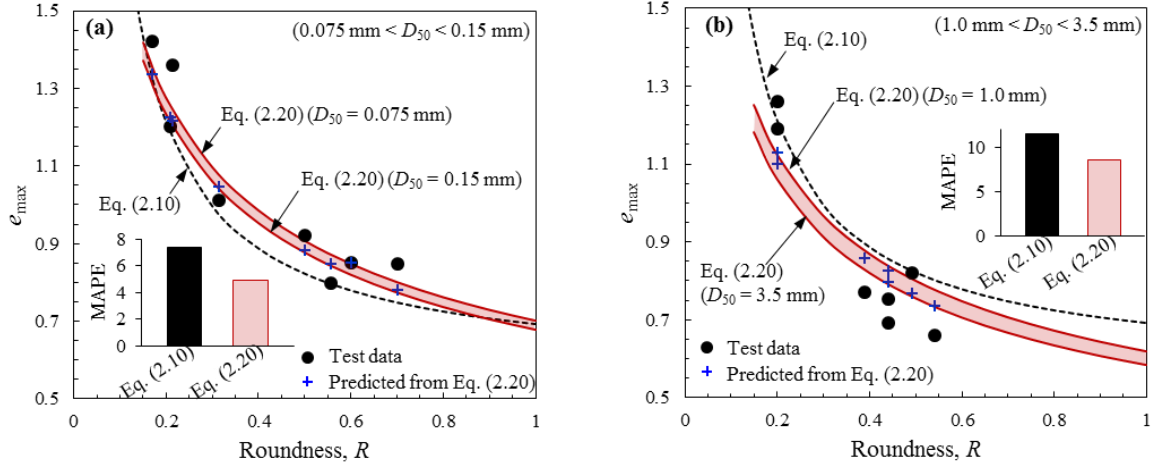 (a)
(0.075 mm < D50 < 0.15 mm)
1.5
1.3
1.1
0.9
0.7
0.5
emax
Eq. (2.20) (D50 = 0.075 mm)
Eq. (2.20) (D50 = 0.15 mm)
Eq. (2.10)
8
6
4
2
0
MAPE
Eq. (2.10)
Eq. (2.20)
Test data
Predicted from Eq. (2.20)
0
0.2
0.4
0.6
0.8
1
Roundness, R
(b)
(1.0 mm < D50 < 3.5 mm)
1.5
1.3
1.1
0.9
0.7
0.5
emax
Eq. (2.10)
Eq. (2.20) (D50 = 1.0 mm)
Eq. (2.20)
(D50 = 3.5 mm)
10
5
0
MAPE
Eq. (2.10)
Eq. (2.20)
Test data
Predicted from Eq. (2.20)
0
0.2
0.4
0.6
0.8
1
Roundness, R